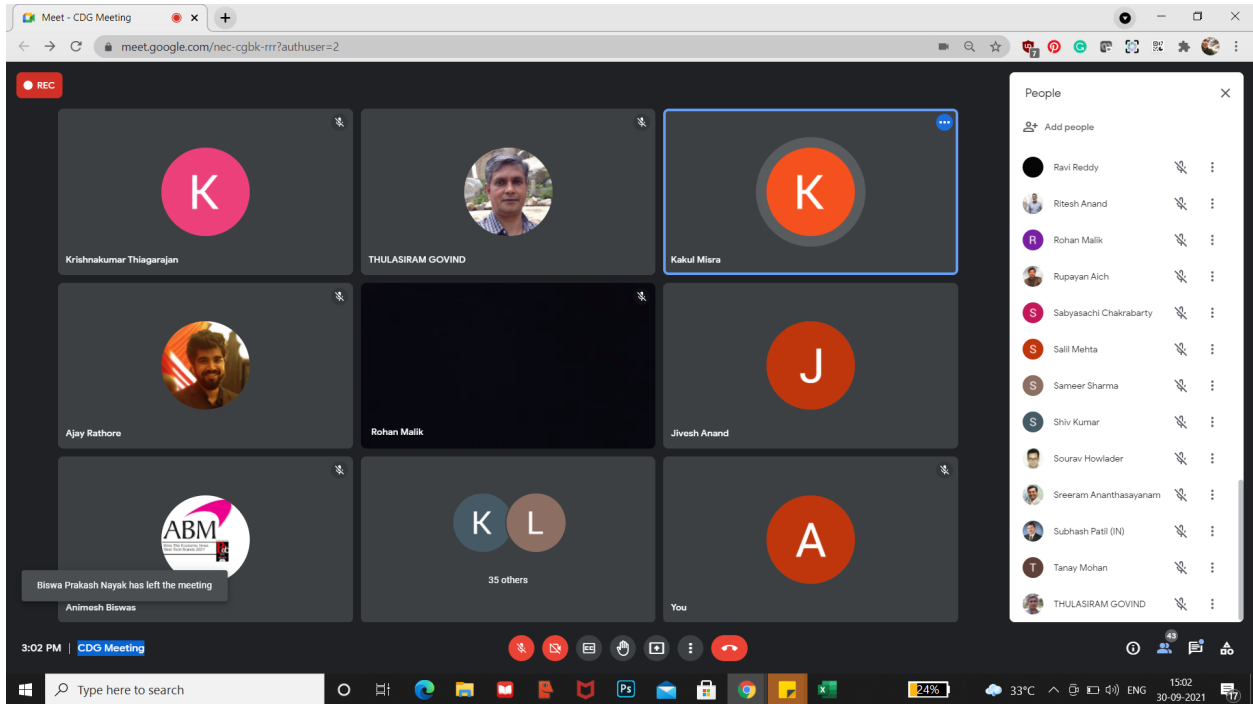 Meet - CDG Meeting
meet.google.com/nec-cgbk-rrr?authuser=2
7
REC
K
Krishnakumar Thiagarajan
THULASIRAM GOVIND
K
Kakul Misra
Ajay Rathore
Rohan Malik
J
Jivesh Anand
ABM
Animesh Biswas
K L
35 others
A
You
Biswa Prakash Nayak has left the meeting
People
Add people
Ravi Reddy
Ritesh Anand
R Rohan Malik
Rupayan Aich
S Sabyasachi Chakrabarty
S Salil Mehta
S Sameer Sharma
S Shiv Kumar
Sourav Howlader
Sreeram Ananthasayanam
Subhash Patil (IN)
T Tanay Mohan
THULASIRAM GOVIND
3:02 PM | CDG Meeting
CC
43
Type here to search
Ps
24%
33°C
ENG
15:02
30-09-2021
17